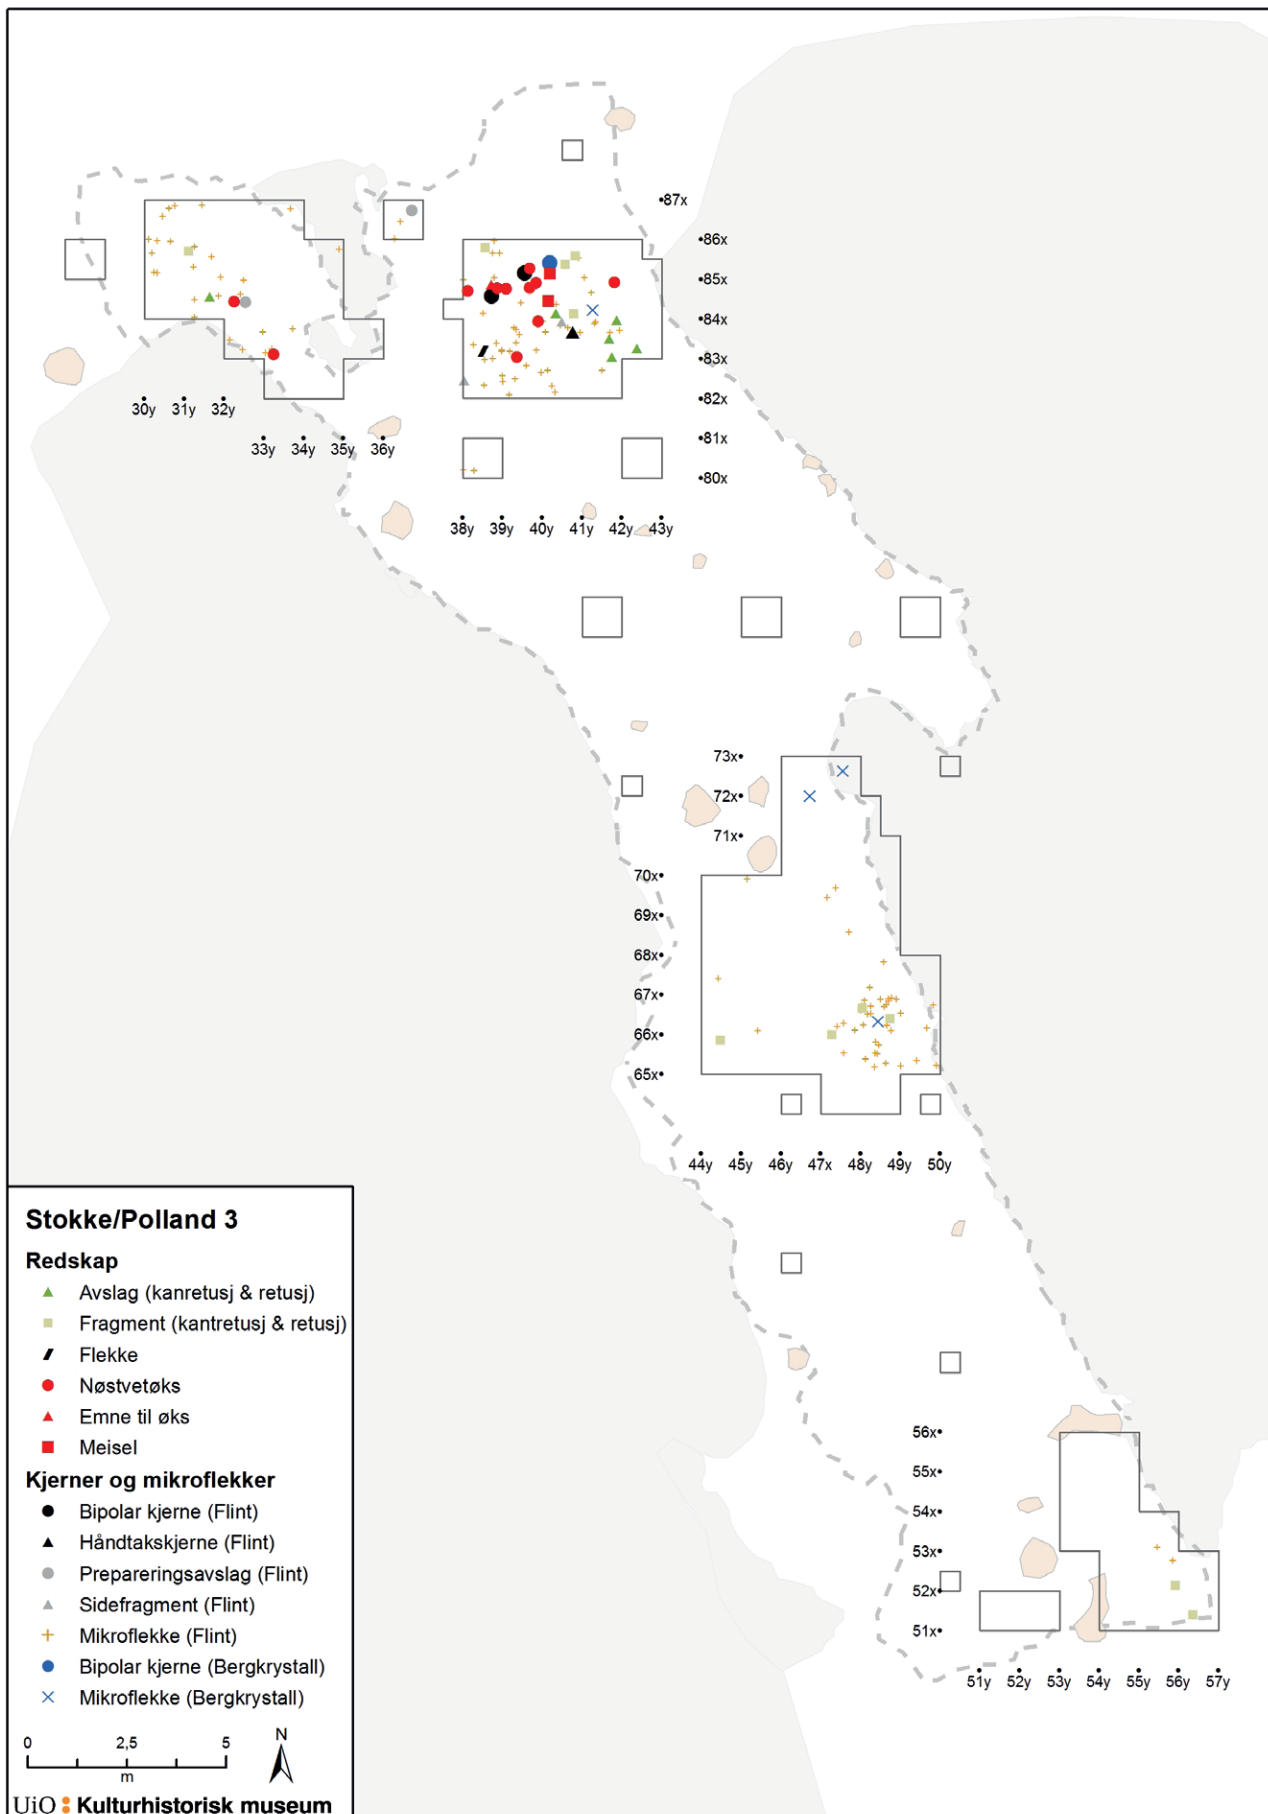 87x
86x
85x
84x
83x
82x
81x
80x
30y 31y 32y
33y 34y 35y 36y
38y 39y 40y 41y 42y 43y
73x
72x
71x
70x
69x
68x
67x
66x
65x
44y 45y 46y 47x 48y 49y 50y
56x
55x
54x
53x
52x
51x
51y 52y 53y 54y 55y 56y 57y
Stokke/Polland 3
Redskap
Avslag (kanretusj & retusj)
Fragment (kantretusj & retusj)
Flekke
Nøstvetøks
Emne til øks
Meisel
Kjerner og mikroflekker
Bipolar kjerne (Flint)
Håndtakskjerne (Flint)
Prepareringsavslag (Flint)
Sidefragment (Flint)
Mikroflekke (Flint)
Bipolar kjerne (Bergkrystall)
Mikroflekke (Bergkrystall)
0 2,5 5
m
N
UiO Kulturhistorisk museum